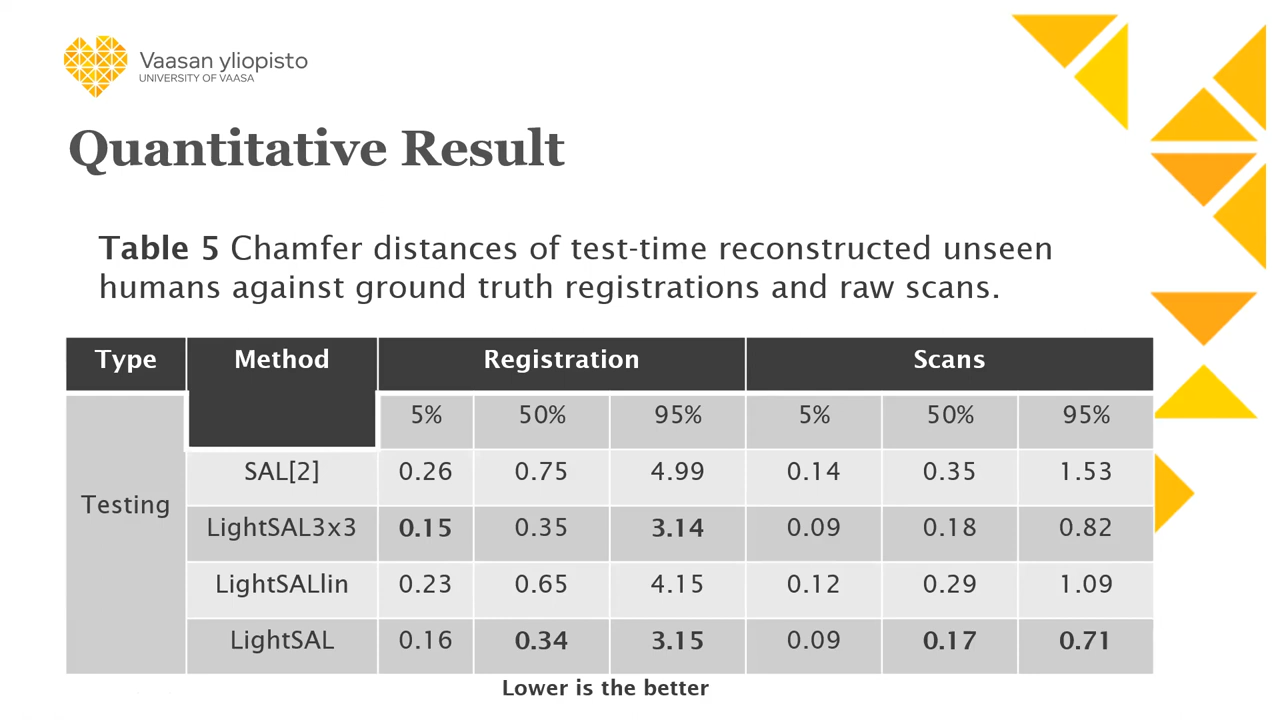 Vaasan yliopisto
UNIVERSITY OF VAASA
Quantitative Result
Table 5 Chamfer distances of test-time reconstructed unseen
humans against ground truth registrations and raw scans.
Type Method Registration Scans
5% 50% 95% 5% 50% 95%
Testing
SAL[2] 0.26 0.75 4.99 0.14 0.35 1.53
LightSAL3x3 0.15 0.35 3.14 0.09 0.18 0.82
LightSALlin 0.23 0.65 4.15 0.12 0.29 1.09
LightSAL 0.16 0.34 3.15 0.09 0.17 0.71
Lower is the better